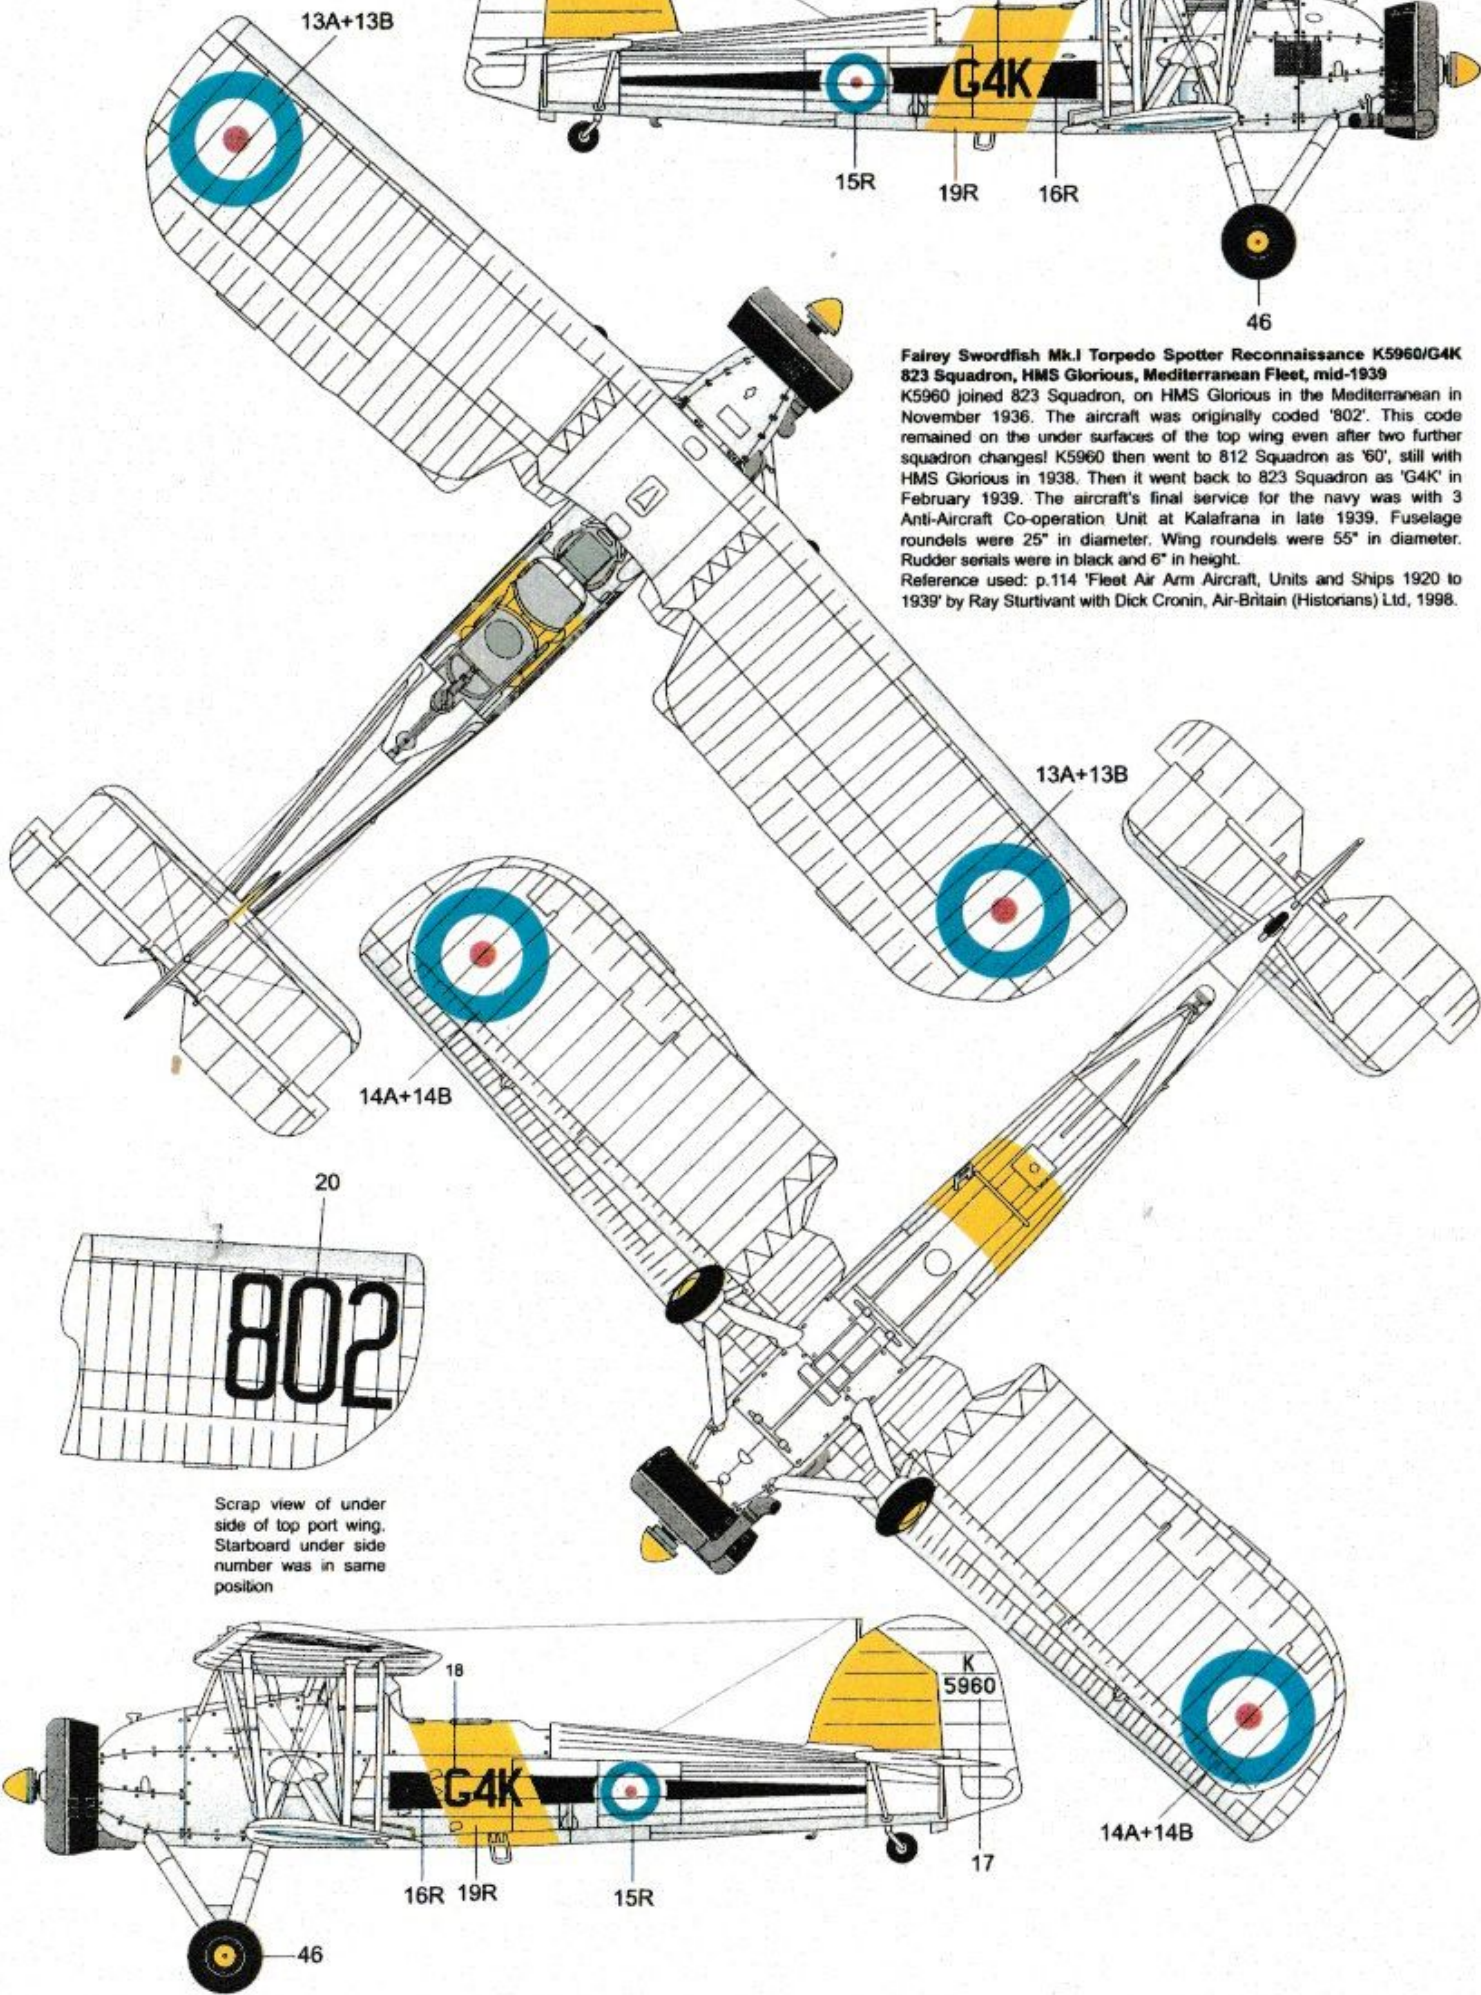 13A+13B
G4K
15R
19R
16R
46
Fairey Swordfish Mk.I Torpedo Spotter Reconnaissance K5960/G4K
823 Squadron, HMS Glorious, Mediterranean Fleet, mid-1939
K5960 joined 823 Squadron, on HMS Glorious in the Mediterranean in
November 1936. The aircraft was originally coded '802'. This code
remained on the under surfaces of the top wing even after two further
squadron changes! K5960 then went to 812 Squadron as '60', still with
HMS Glorious in 1938. Then it went back to 823 Squadron as 'G4K' in
February 1939. The aircraft's final service for the navy was with 3
Anti-Aircraft Co-operation Unit at Kalafrana in late 1939. Fuselage
roundels were 25" in diameter. Wing roundels were 55" in diameter.
Rudder serials were in black and 6" in height.
Reference used: p.114 'Fleet Air Arm Aircraft, Units and Ships 1920 to
1939' by Ray Sturtivant with Dick Cronin, Air-Britain (Historians) Ltd, 1998.
13A+13B
14A+14B
20
802
Scrap view of under
side of top port wing.
Starboard under side
number was in same
position
18
K
5960
G4K
14A+14B
17
16R
19R
15R
46